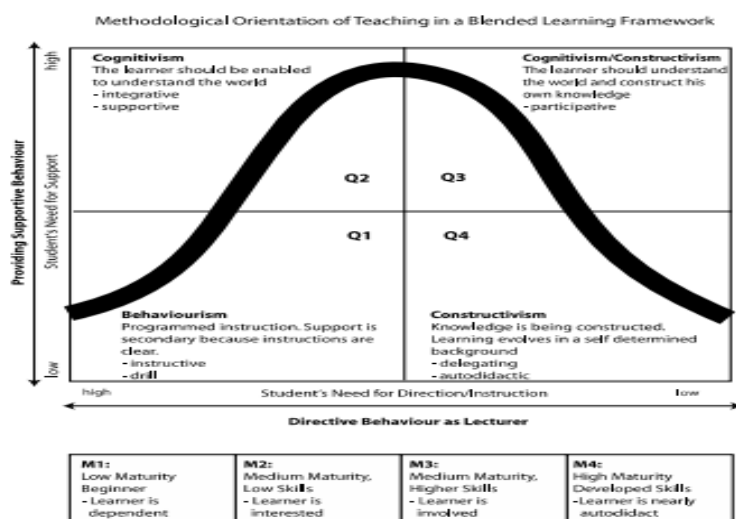 Methodological Orientation of Teaching in a Blended Learning Framework
high
Providing Supportive Behaviour
Student's Need for Support
low
Cognitivism
The learner should be enabled
to understand the world
- integrative
- supportive
Cognitivism/Constructivism
The learner should understand
the world and construct his
own knowledge
- participative
Q2
Q3
Q1
Q4
Behaviourism
Programmed instruction. Support is
secondary because instructions are
clear.
- instructive
- drill
Constructivism
Knowledge is being constructed.
Learning evolves in a self determined
background
- delegating
- autodidactic
high
Student's Need for Direction/Instruction
low
Directive Behaviour as Lecturer
M1:
Low Maturity
Beginner
- Learner is
dependent
M2:
Medium Maturity,
Low Skills
- Learner is
interested
M3:
Medium Maturity,
Higher Skills
- Learner is
involved
M4:
High Maturity
Developed Skills
-Learner is nearly
autodidact